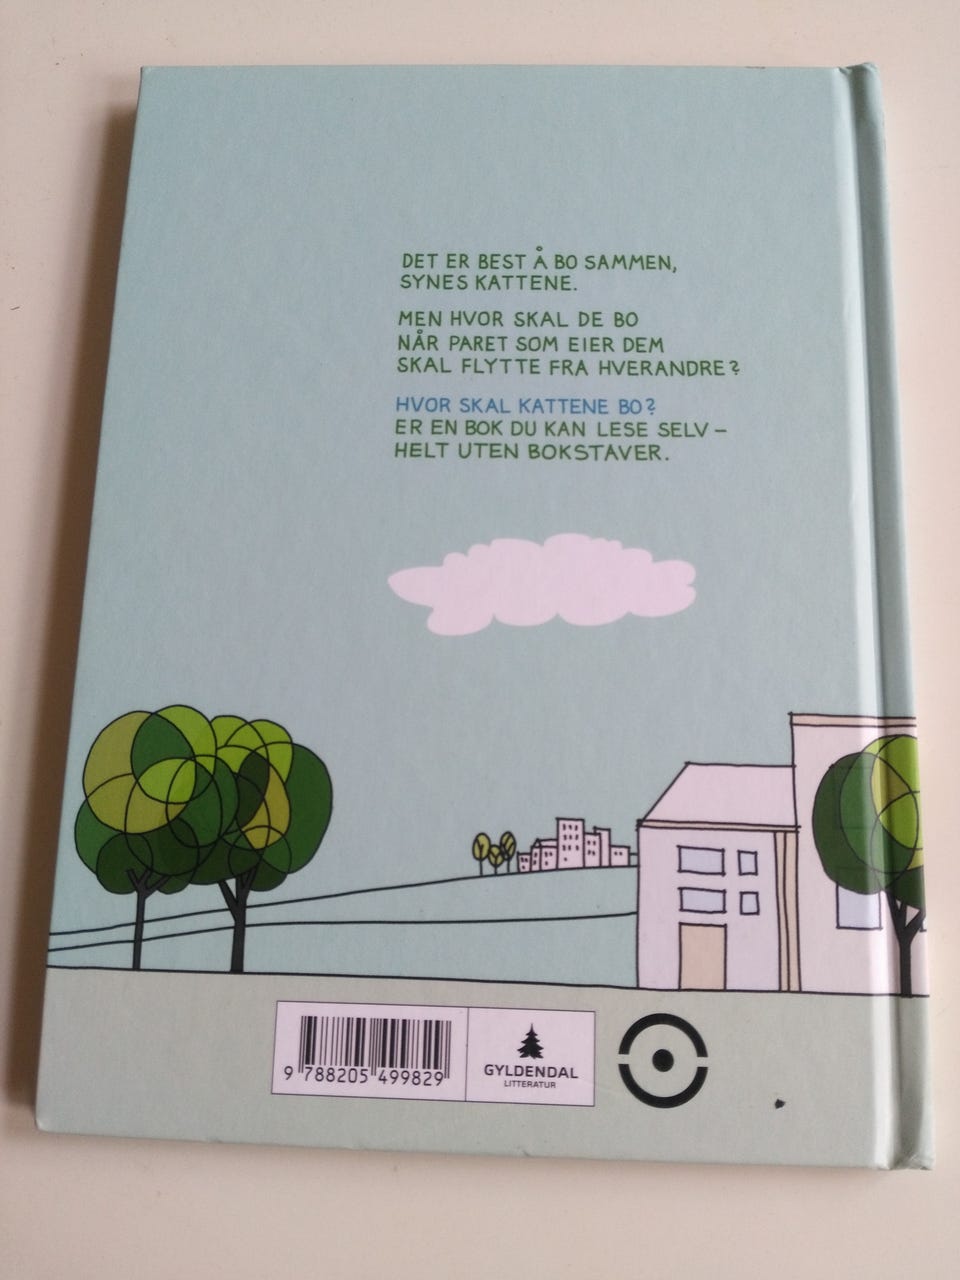 DET ER BEST Å BO SAMMEN,
SYNES KATTENE.
MEN HVOR SKAL DE BO
NÅR PARET SOM EIER DEM
SKAL FLYTTE FRA HVERANDRE?
HVOR SKAL KATTENE BO?
ER EN BOK DU KAN LESE SELV –
HELT UTEN BOKSTAVER.
9 788205 499829
GYLDENDAL
LITTERATUR